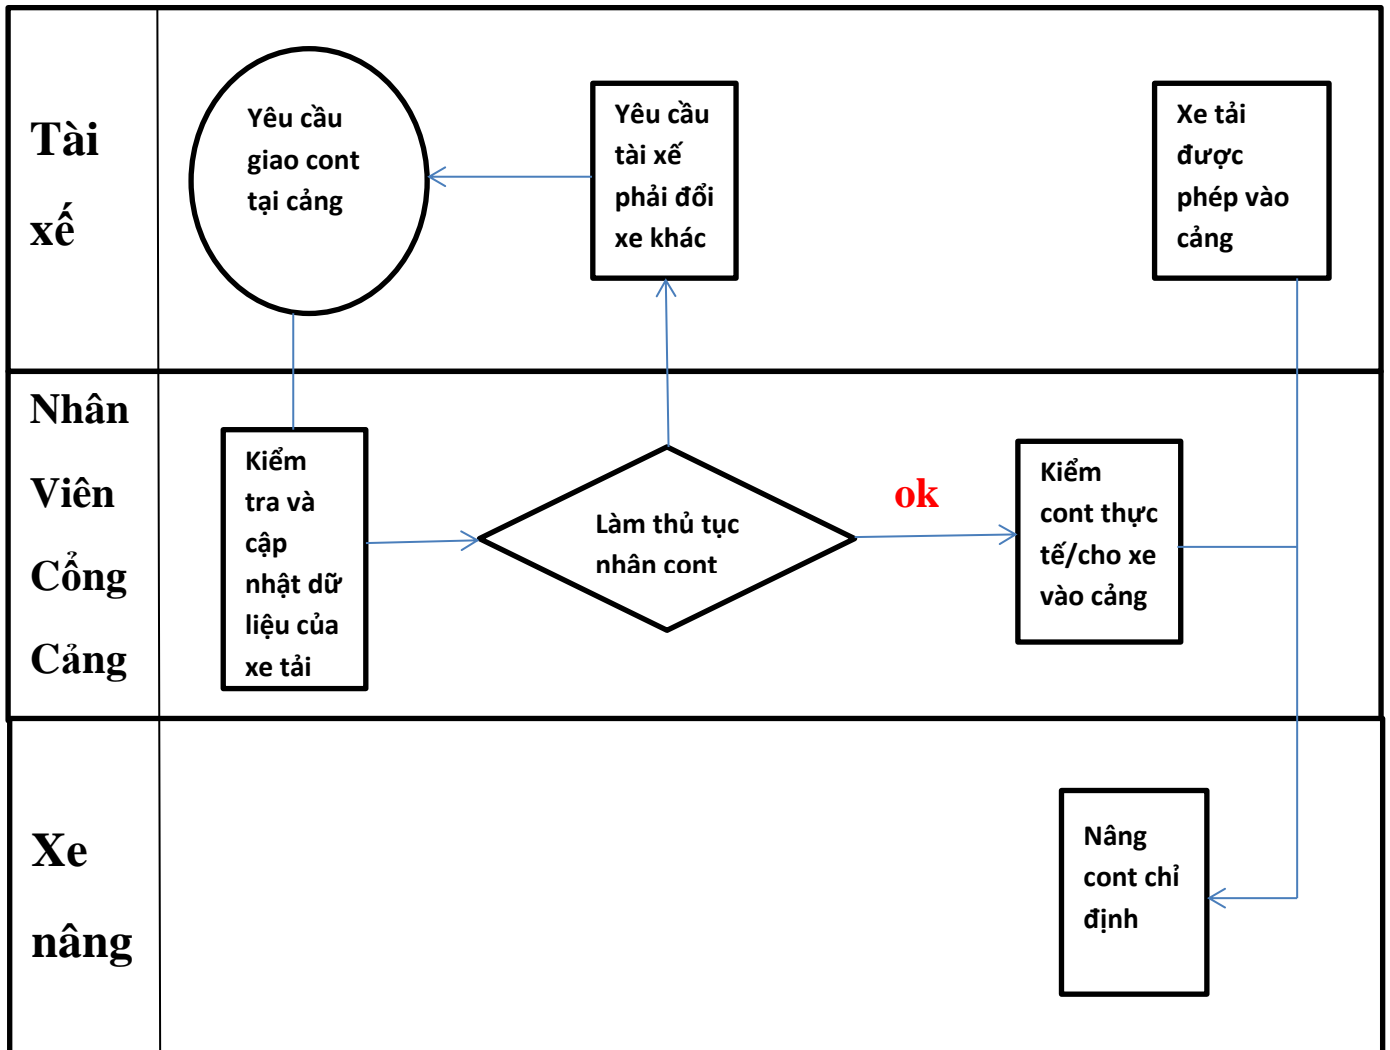 Tài
xế
Yêu cầu
giao cont
tại cảng
Yêu cầu
tài xế
phải đổi
xe khác
Xe tải
được
phép vào
cảng
Nhân
Viên
Cổng
Cảng
Kiểm
tra và
cập
nhật dữ
liệu của
xe tải
Làm thủ tục
nhận cont
ok
Kiểm
cont thực
tế/cho xe
vào cảng
Xe
nâng
Nâng
cont chỉ
định